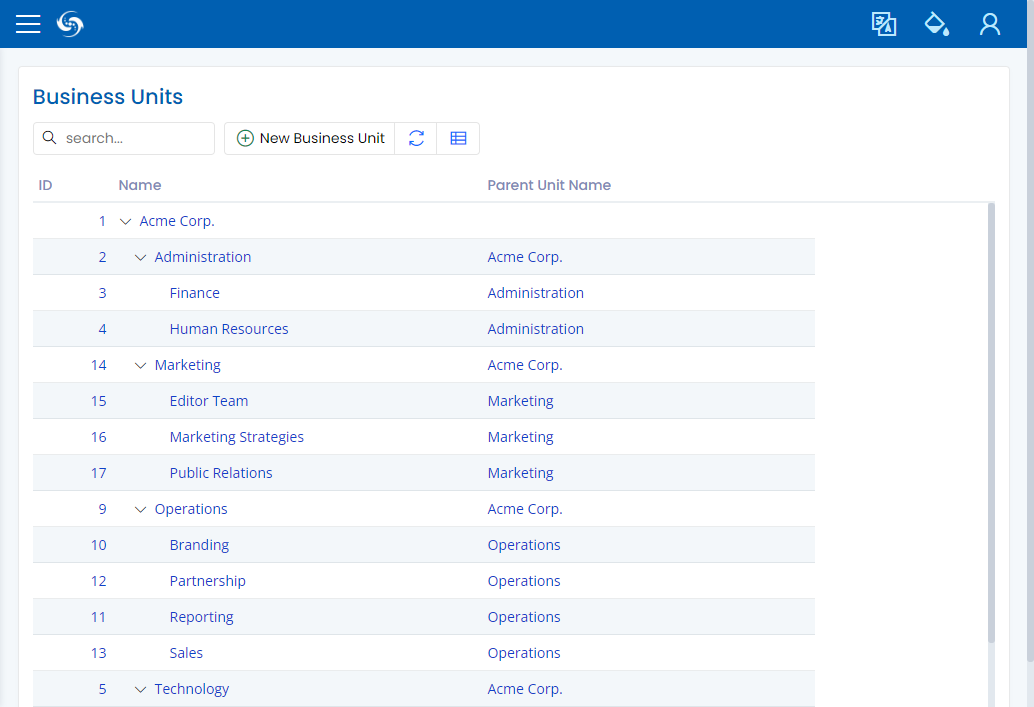 Business Units
search...
New Business Unit
ID Name Parent Unit Name
1 Acme Corp.
2 Administration Acme Corp.
3 Finance Administration
4 Human Resources Administration
14 Marketing Acme Corp.
15 Editor Team Marketing
16 Marketing Strategies Marketing
17 Public Relations Marketing
9 Operations Acme Corp.
10 Branding Operations
12 Partnership Operations
11 Reporting Operations
13 Sales Operations
5 Technology Acme Corp.